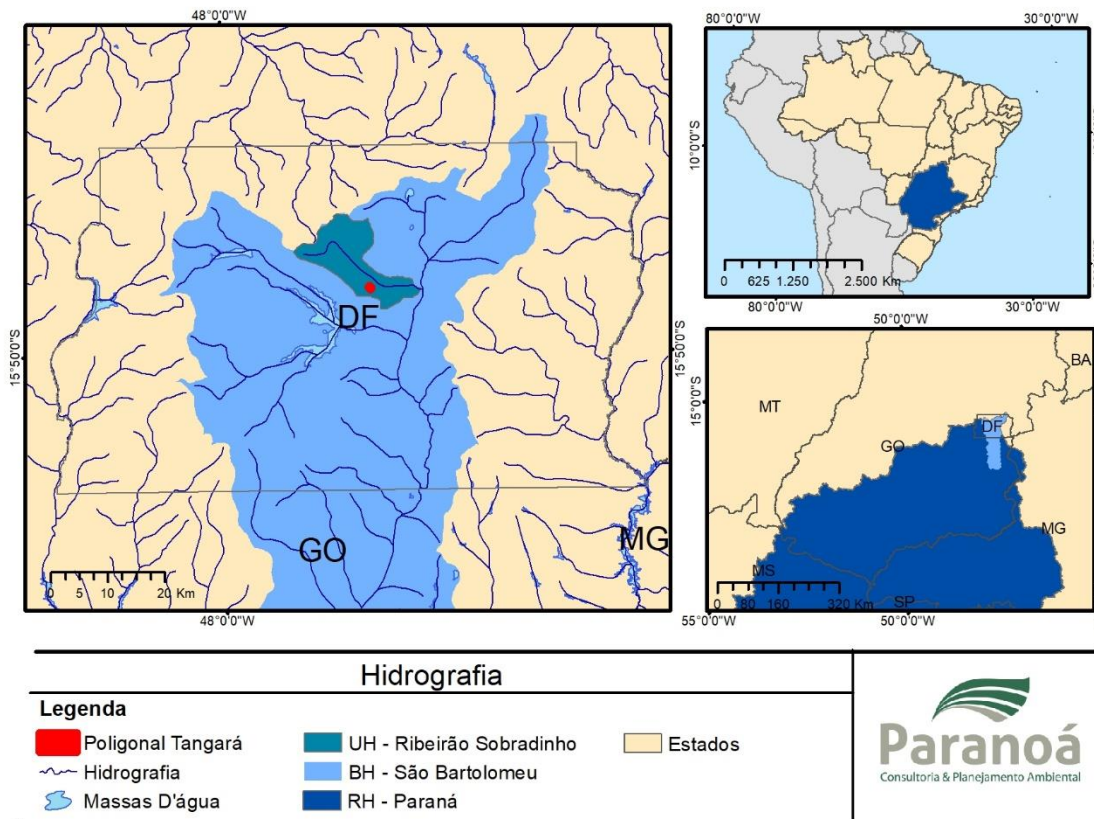 48°0'0"W
15°50'0"S
15°50'0"S
DF
GO
MG
0 5 10 20 Km
48°0'0"W
80°0'0"W
30°0'0"W
10°0'0"S
0 625 1.250 2.500 Km
60°0'0"W
30°0'0"W
50°0'0"W
15°0'0"S
BA
MT
DF
GO
MG
MS
SP
0 80 160 320 Km
55°0'0"W
50°0'0"W
Hidrografia
Legenda
Poligonal Tangará
Hidrografia
Massas D'água
UH - Ribeirão Sobradinho
BH - São Bartolomeu
RH - Paraná
Estados
Paranoá
Consultoria & Planejamento Ambiental